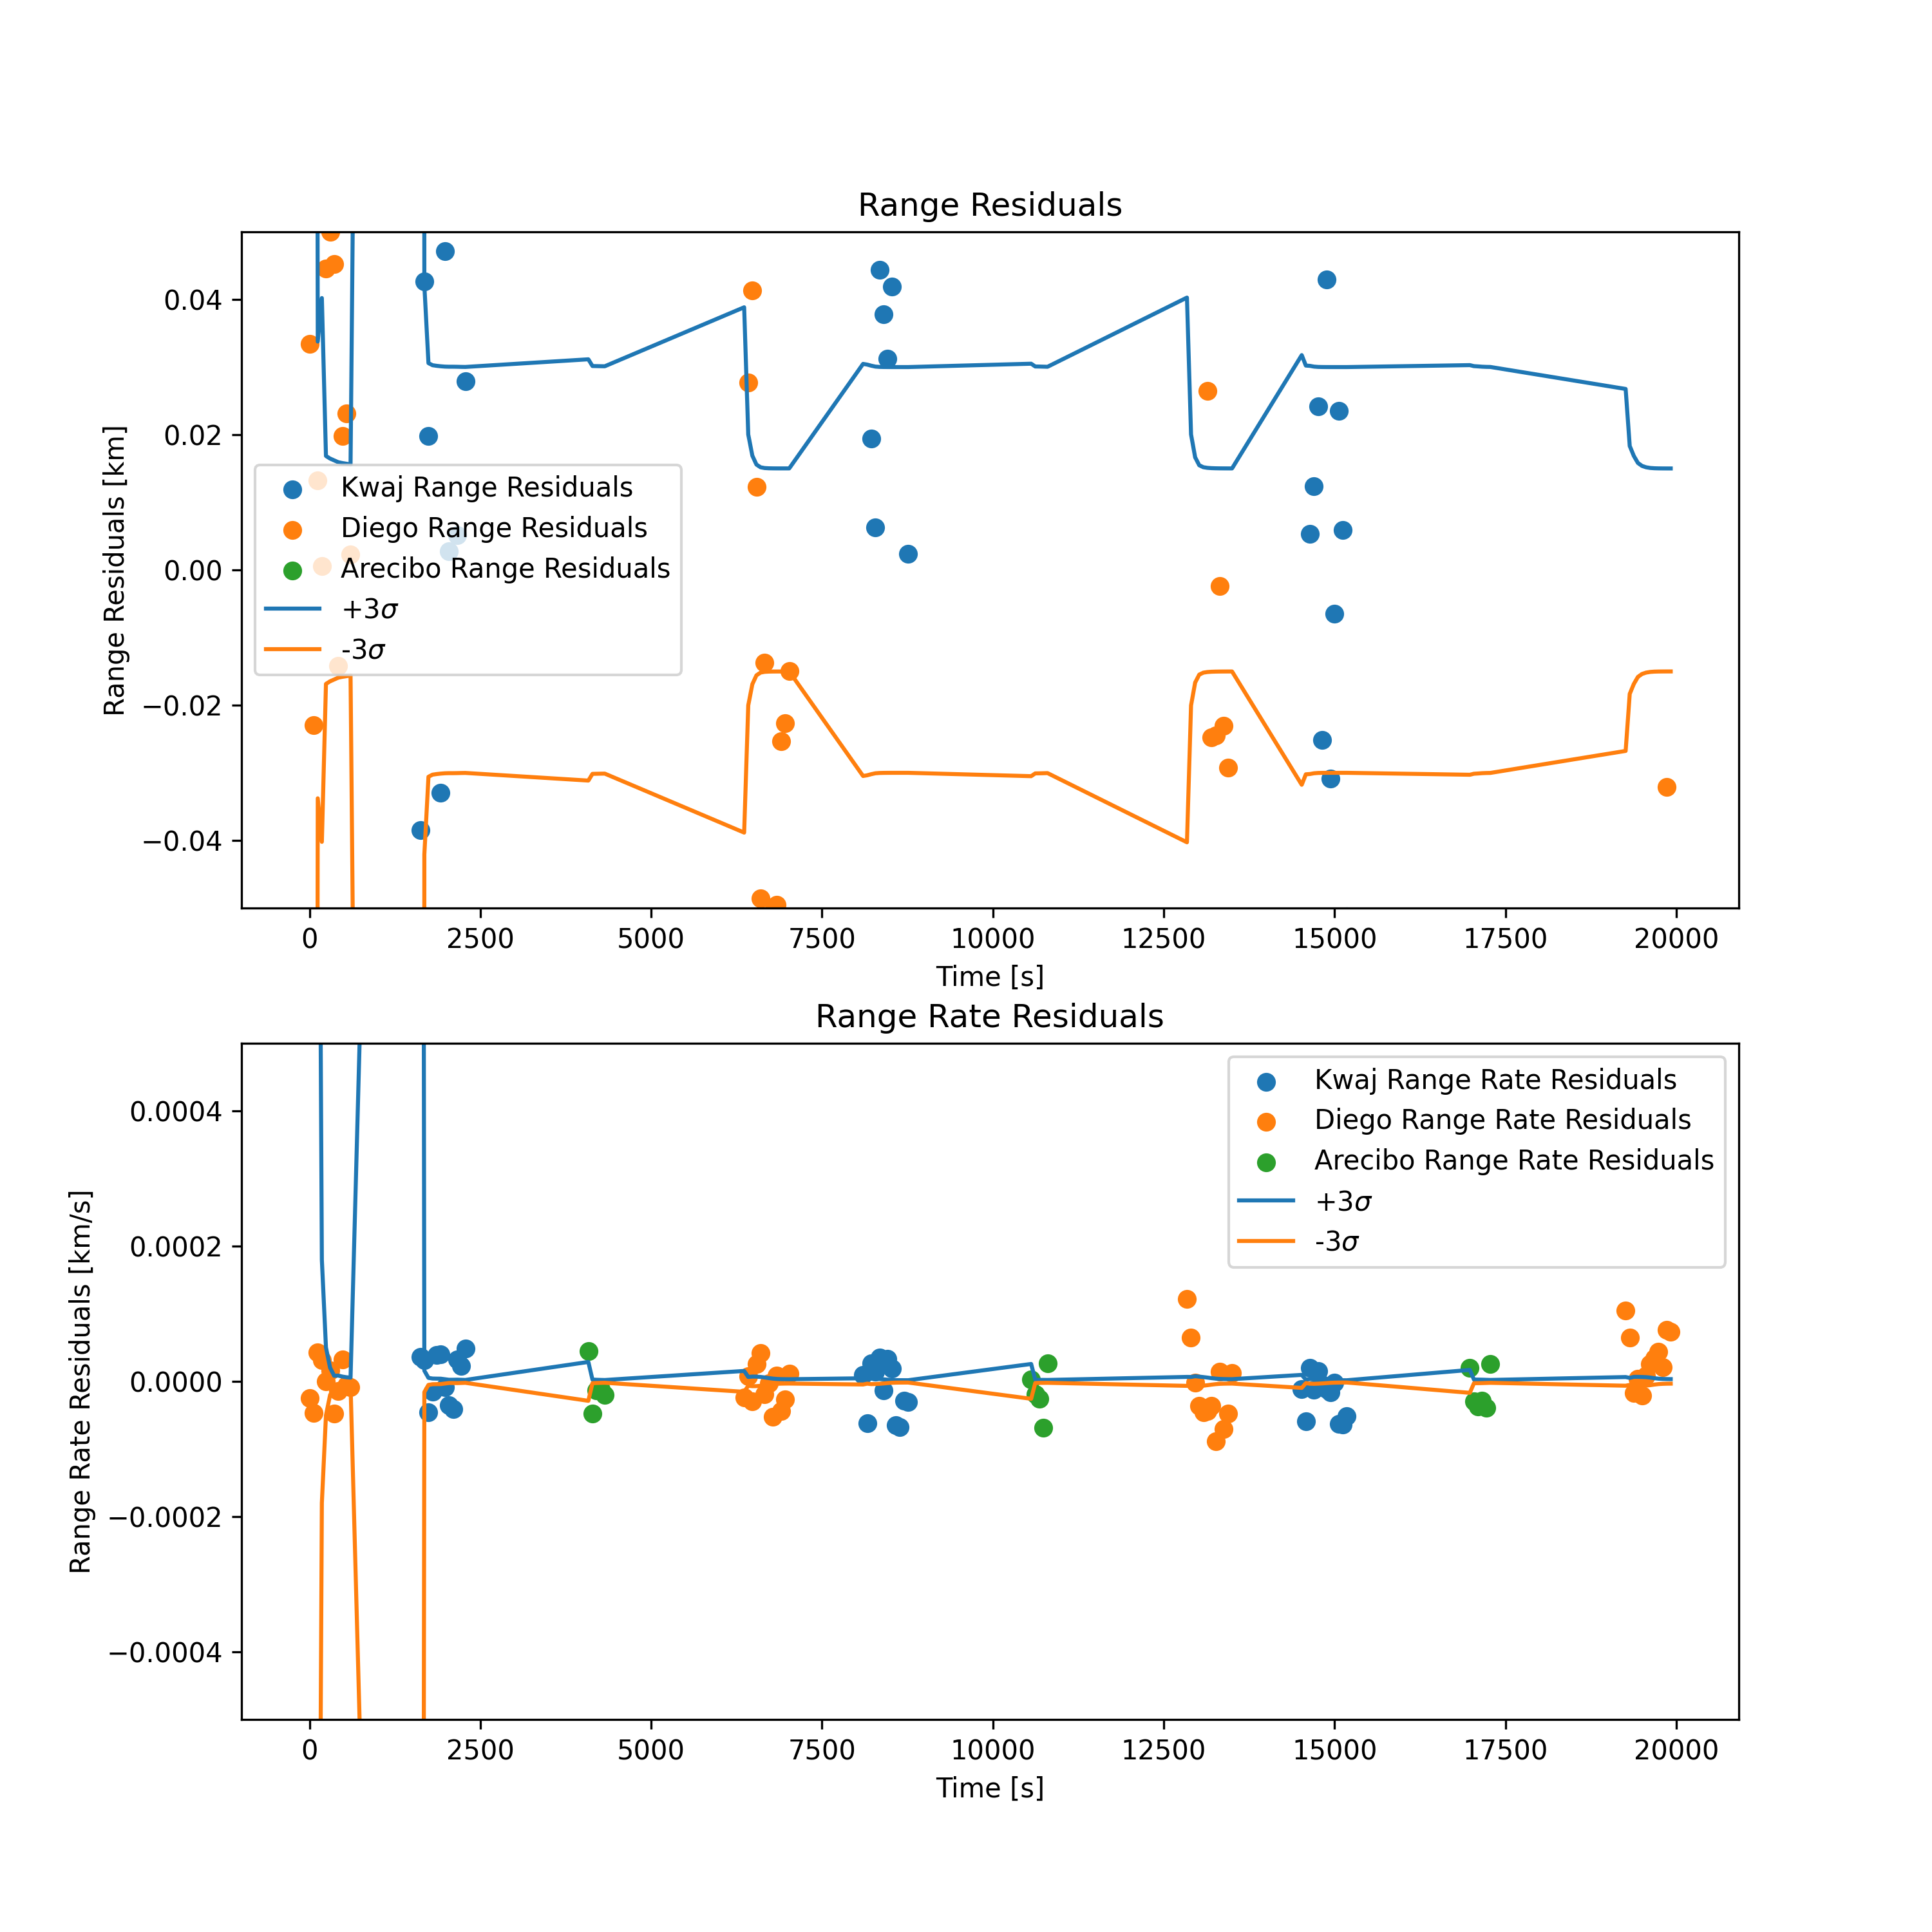 Range Residuals
Range Residuals [km]
0.04
0.02
0.00
−0.02
−0.04
Kwaj Range Residuals
Diego Range Residuals
Arecibo Range Residuals
+3σ
-3σ
0 2500 5000 7500 10000 12500 15000 17500 20000
Time [s]
Range Rate Residuals
Range Rate Residuals [km/s]
0.0004
0.0002
0.0000
−0.0002
−0.0004
Kwaj Range Rate Residuals
Diego Range Rate Residuals
Arecibo Range Rate Residuals
+3σ
-3σ
0 2500 5000 7500 10000 12500 15000 17500 20000
Time [s]